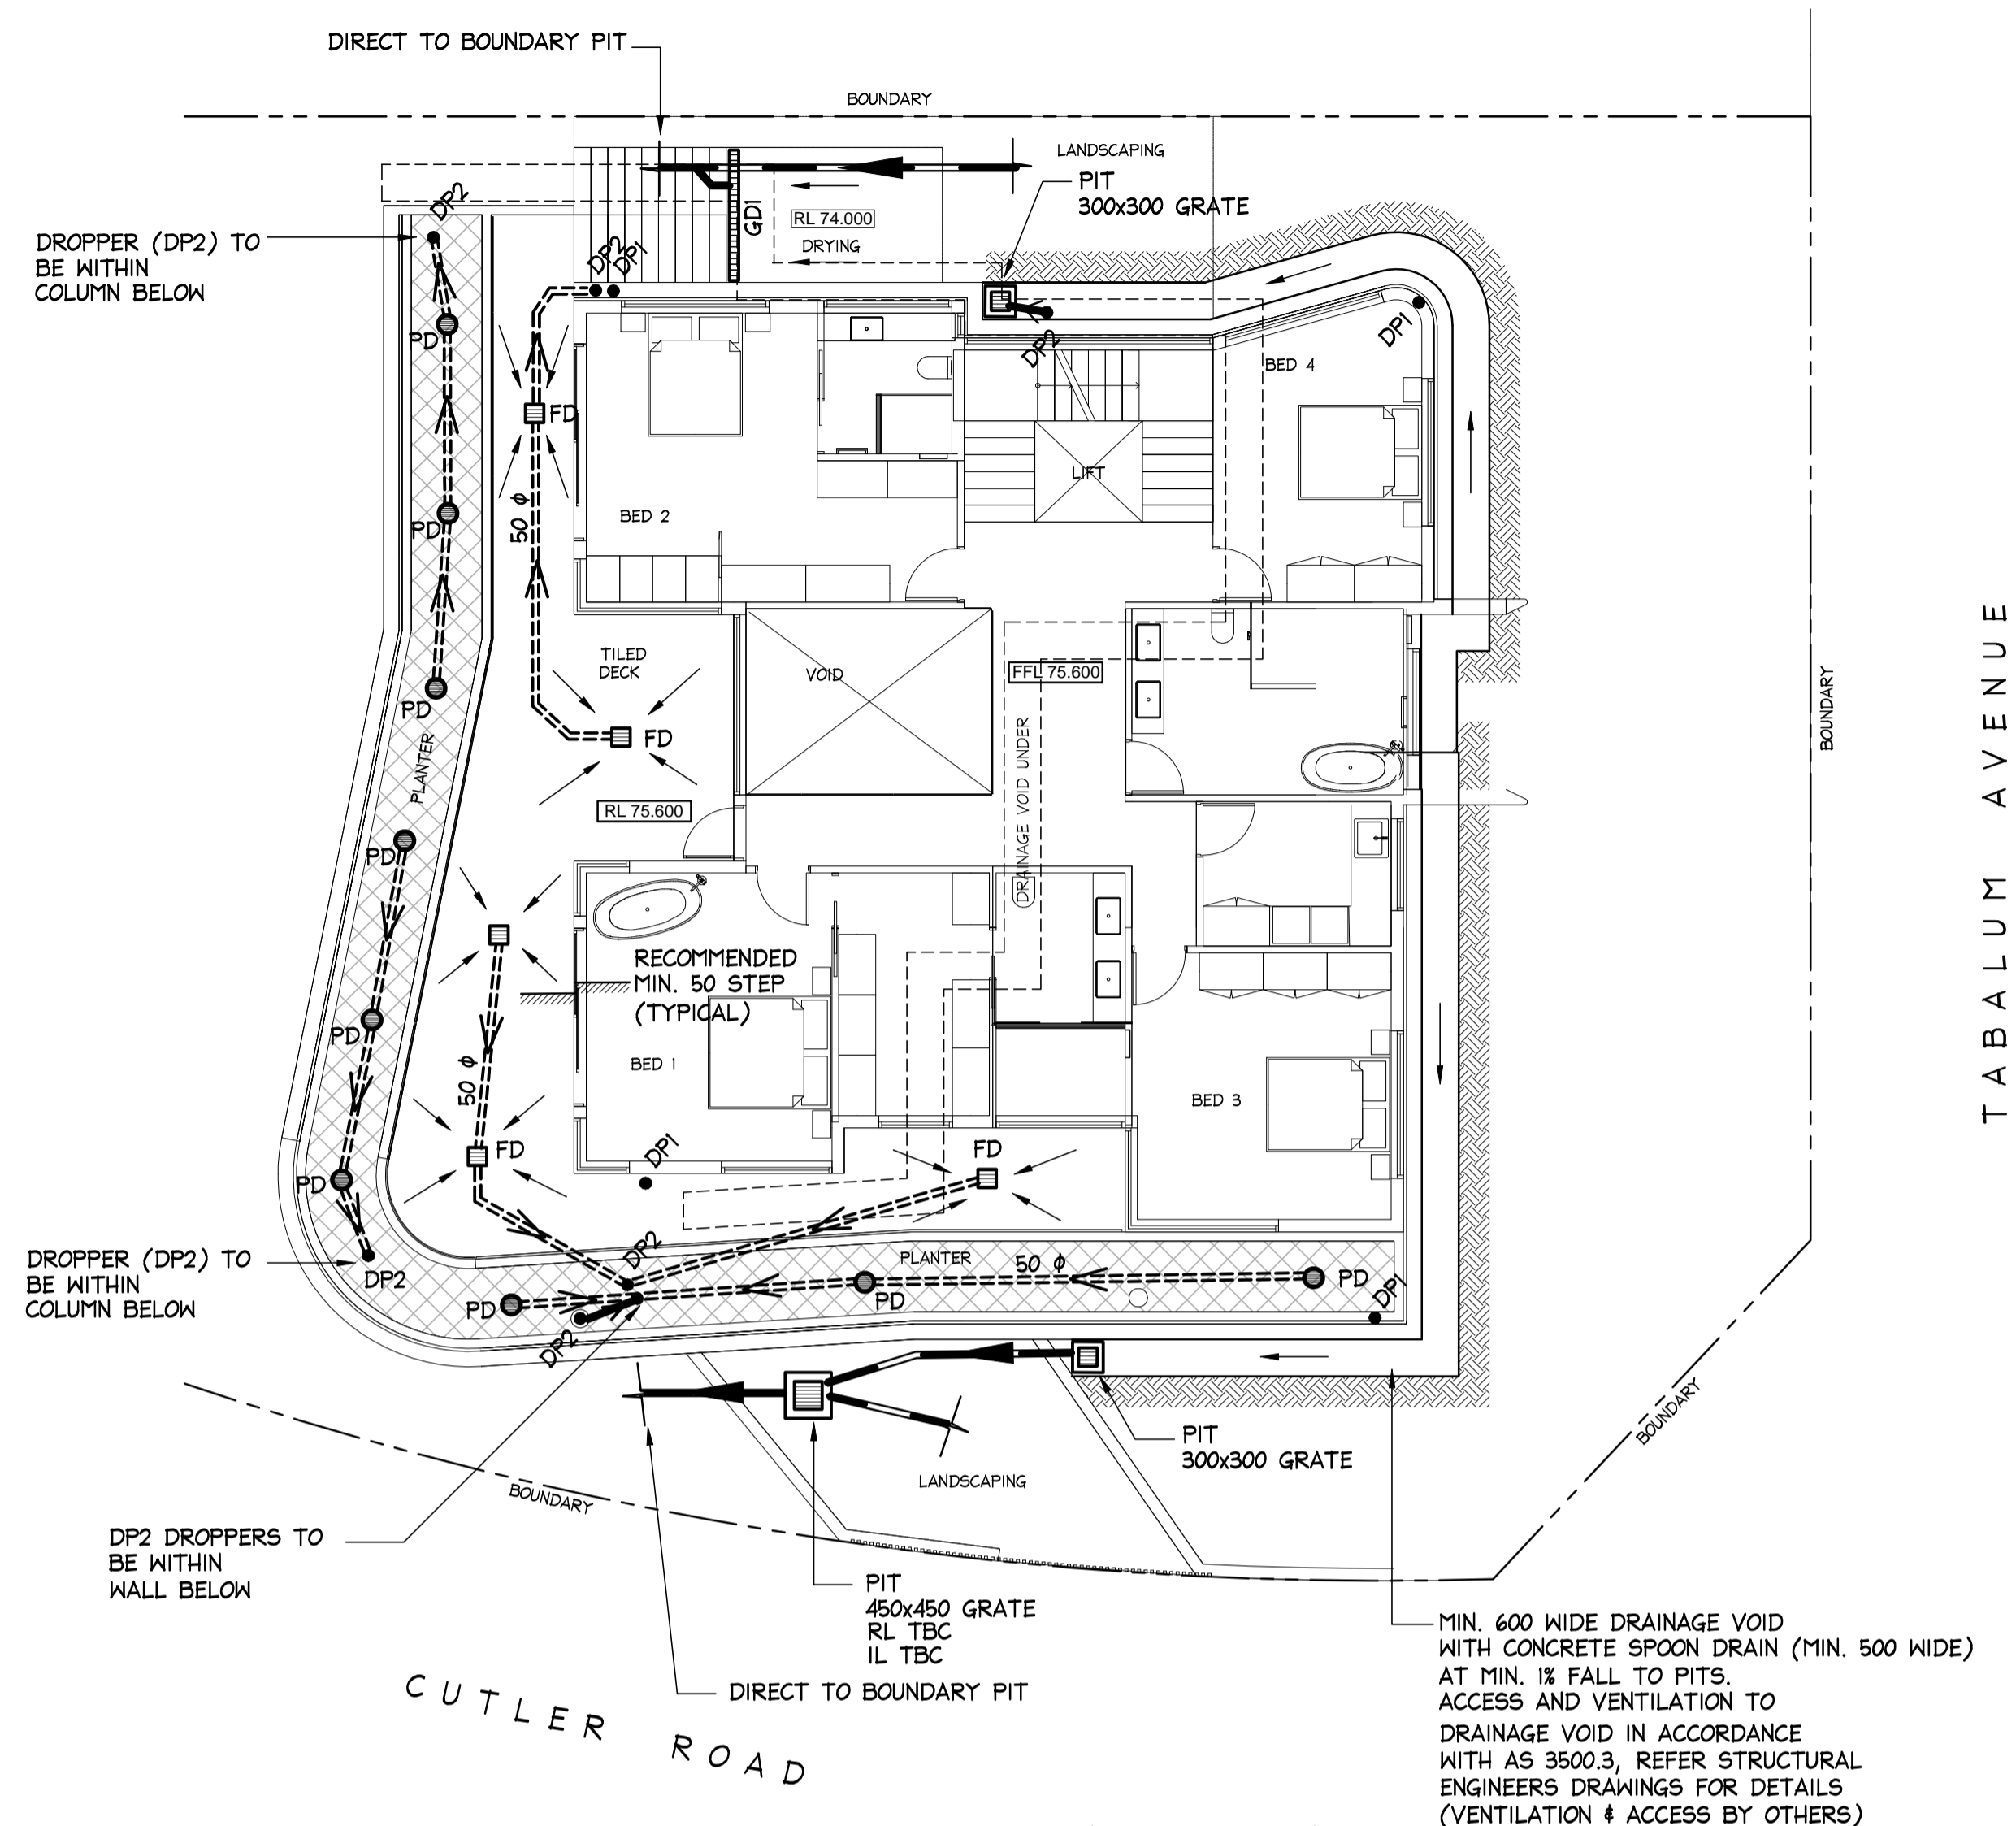 DIRECT TO BOUNDARY PIT
BOUNDARY
LANDSCAPING
PIT
300x300 GRATE
DP2
GD1
RL 74.000
DRYING
DROPPER (DP2) TO
BE WITHIN
COLUMN BELOW
DP2
DP1
DP2
DP1
PD
FD
BED 4
LIFT
PD
50 ϕ
BED 2
TILED
DECK
VOID
FFL 75.600
PD
FD
PLANTER
RL 75.600
DRAINAGE VOID UNDER
BOUNDARY
TABALUM AVENUE
PD
RECOMMENDED
MIN. 50 STEP
(TYPICAL)
PD
50 ϕ
BED 1
BED 3
FD
DP1
FD
PD
DROPPER (DP2) TO
BE WITHIN
COLUMN BELOW
DP2
DP2
PLANTER
50 ϕ
PD
DP1
PD
PD
DP2
PIT
300x300 GRATE
LANDSCAPING
BOUNDARY
BOUNDARY
DP2 DROPPERS TO
BE WITHIN
WALL BELOW
PIT
450x450 GRATE
RL TBC
IL TBC
DIRECT TO BOUNDARY PIT
CUTLER ROAD
MIN. 600 WIDE DRAINAGE VOID
WITH CONCRETE SPOON DRAIN (MIN. 500 WIDE)
AT MIN. 1% FALL TO PITS.
ACCESS AND VENTILATION TO
DRAINAGE VOID IN ACCORDANCE
WITH AS 3500.3, REFER STRUCTURAL
ENGINEERS DRAWINGS FOR DETAILS
(VENTILATION & ACCESS BY OTHERS)